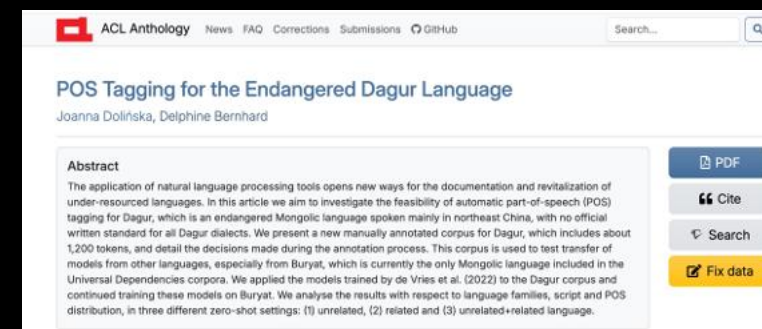 ACL Anthology News FAQ Corrections Submissions GitHub Search...
POS Tagging for the Endangered Dagur Language
Joanna Dolińska, Delphine Bernhard
Abstract
The application of natural language processing tools opens new ways for the documentation and revitalization of
under-resourced languages. In this article we aim to investigate the feasibility of automatic part-of-speech (POS)
tagging for Dagur, which is an endangered Mongolic language spoken mainly in northeast China, with no official
written standard for all Dagur dialects. We present a new manually annotated corpus for Dagur, which includes about
1,200 tokens, and detail the decisions made during the annotation process. This corpus is used to test transfer of
models from other languages, especially from Buryat, which is currently the only Mongolic language included in the
Universal Dependencies corpora. We applied the models trained by de Vries et al. (2022) to the Dagur corpus and
continued training these models on Buryat. We analyse the results with respect to language families, script and POS
distribution, in three different zero-shot settings: (1) unrelated, (2) related and (3) unrelated+related language.
PDF
Cite
Search
Fix data